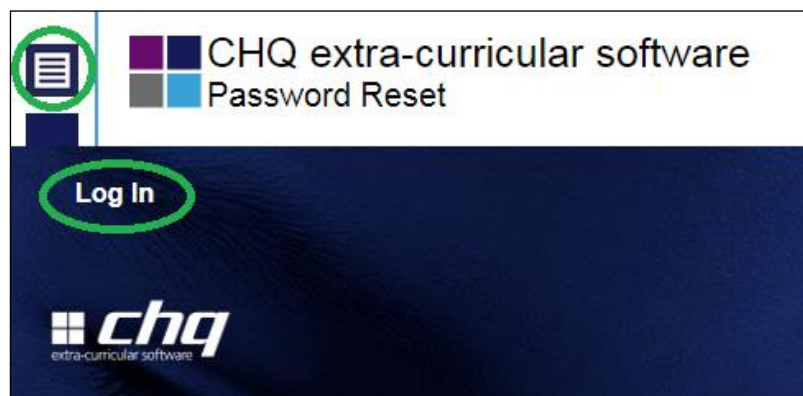 CHQ extra-curricular software
Password Reset
Log In
chq
extra-curricular software